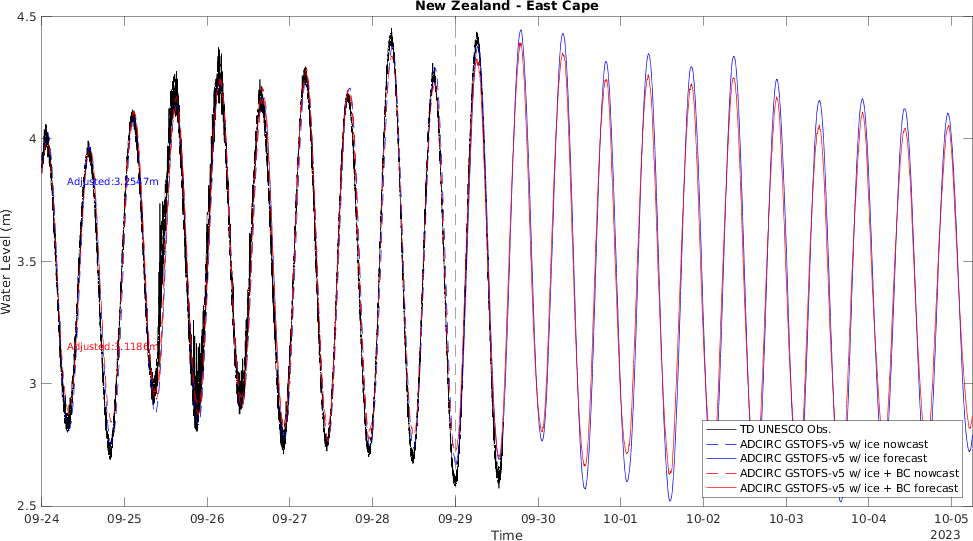 New Zealand - East Cape
Water Level (m)
4.5
4
3.5
3
2.5
Adjusted:3.2547m
Adjusted:3.1186m
TD UNESCO Obs.
ADCIRC GSTOFS-v5 w/ ice nowcast
ADCIRC GSTOFS-v5 w/ ice forecast
ADCIRC GSTOFS-v5 w/ ice + BC nowcast
ADCIRC GSTOFS-v5 w/ ice + BC forecast
09-24 09-25 09-26 09-27 09-28 09-29 09-30 10-01 10-02 10-03 10-04 10-05
Time
2023